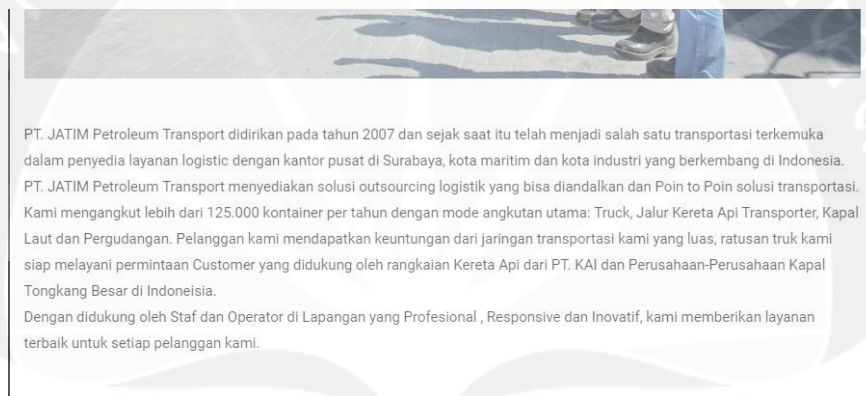 PT. JATIM Petroleum Transport didirikan pada tahun 2007 dan sejak saat itu telah menjadi salah satu transportasi terkemuka
dalam penyedia layanan logistic dengan kantor pusat di Surabaya, kota maritim dan kota industri yang berkembang di Indonesia.
PT. JATIM Petroleum Transport menyediakan solusi outsourcing logistik yang bisa diandalkan dan Poin to Poin solusi transportasi.
Kami mengangkut lebih dari 125.000 kontainer per tahun dengan mode angkutan utama: Truck, Jalur Kereta Api Transporter, Kapal
Laut dan Pergudangan. Pelanggan kami mendapatkan keuntungan dari jaringan transportasi kami yang luas, ratusan truk kami
siap melayani permintaan Customer yang didukung oleh rangkaian Kereta Api dari PT. KAI dan Perusahaan-Perusahaan Kapal
Tongkang Besar di Indoneisia.
Dengan didukung oleh Staf dan Operator di Lapangan yang Profesional , Responsive dan Inovatif, kami memberikan layanan
terbaik untuk setiap pelanggan kami.